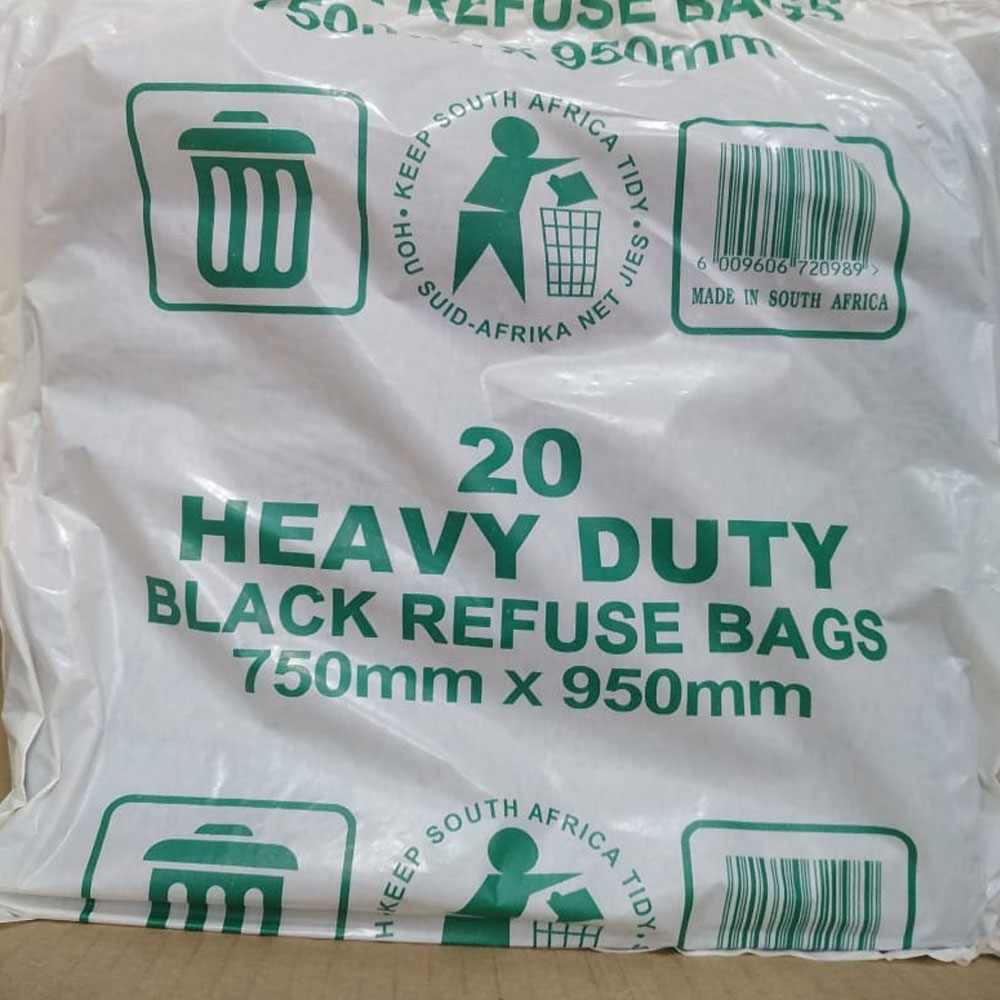 REFUSE BAGS
x 950mm
• KEEP SOUTH AFRICA TIDY •
HOU SUID-AFRIKA NET JIES
6 009606 720989 >
MADE IN SOUTH AFRICA
20
HEAVY DUTY
BLACK REFUSE BAGS
750mm x 950mm
KEEP SOUTH AFRICA TIDY